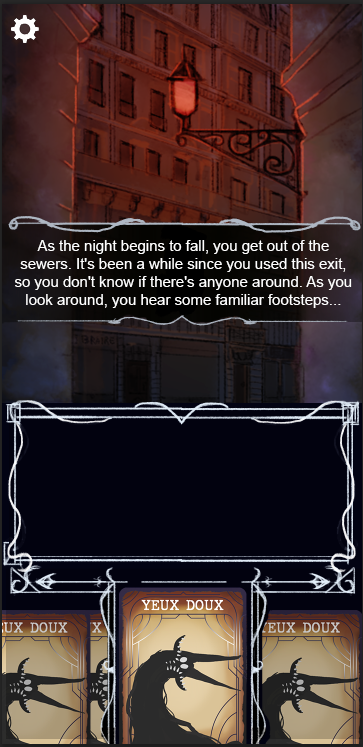 As the night begins to fall, you get out of the
sewers. It's been a while since you used this exit,
so you don't know if there's anyone around. As you
look around, you hear some familiar footsteps...
UX DOUX
X
YEUX DOUX
YEUX DOUX